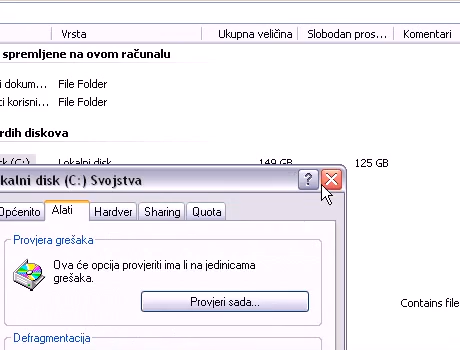 Vrsta Ukupna veličina Slobodan pros... Komentari
spremljene na ovom računalu
dokum... File Folder
korisni... File Folder
diskova
(C:) Lokalni disk 149 GB 125 GB
disk (C:) Svojstva
Općenito Alati Hardver Sharing Quota
Provjera grešaka
Ova će opcija provjeriti ima li na jedinicama
grešaka.
Provjeri sada...
Contains file
Defragmentacija